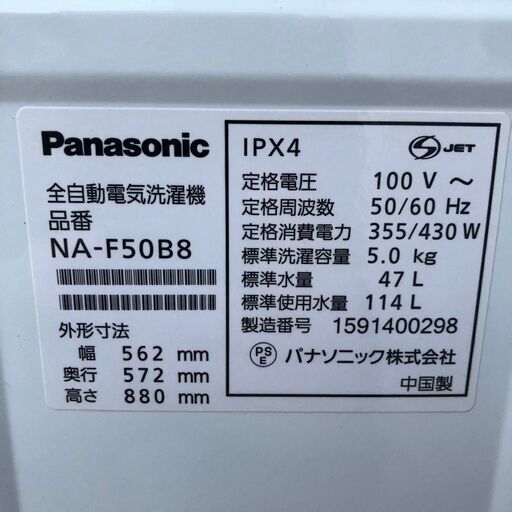 Panasonic
全自動電気洗濯機
品番
NA-F50B8
外形寸法
幅 562 mm
奥行 572 mm
高さ 880 mm
IPX4
S JET
定格電圧 100 V ～
定格周波数 50/60 Hz
定格消費電力 355/430 W
標準洗濯容量 5.0 kg
標準水量 47 L
標準使用水量 114 L
製造番号 1591400298
PS E パナソニック株式会社
中国製